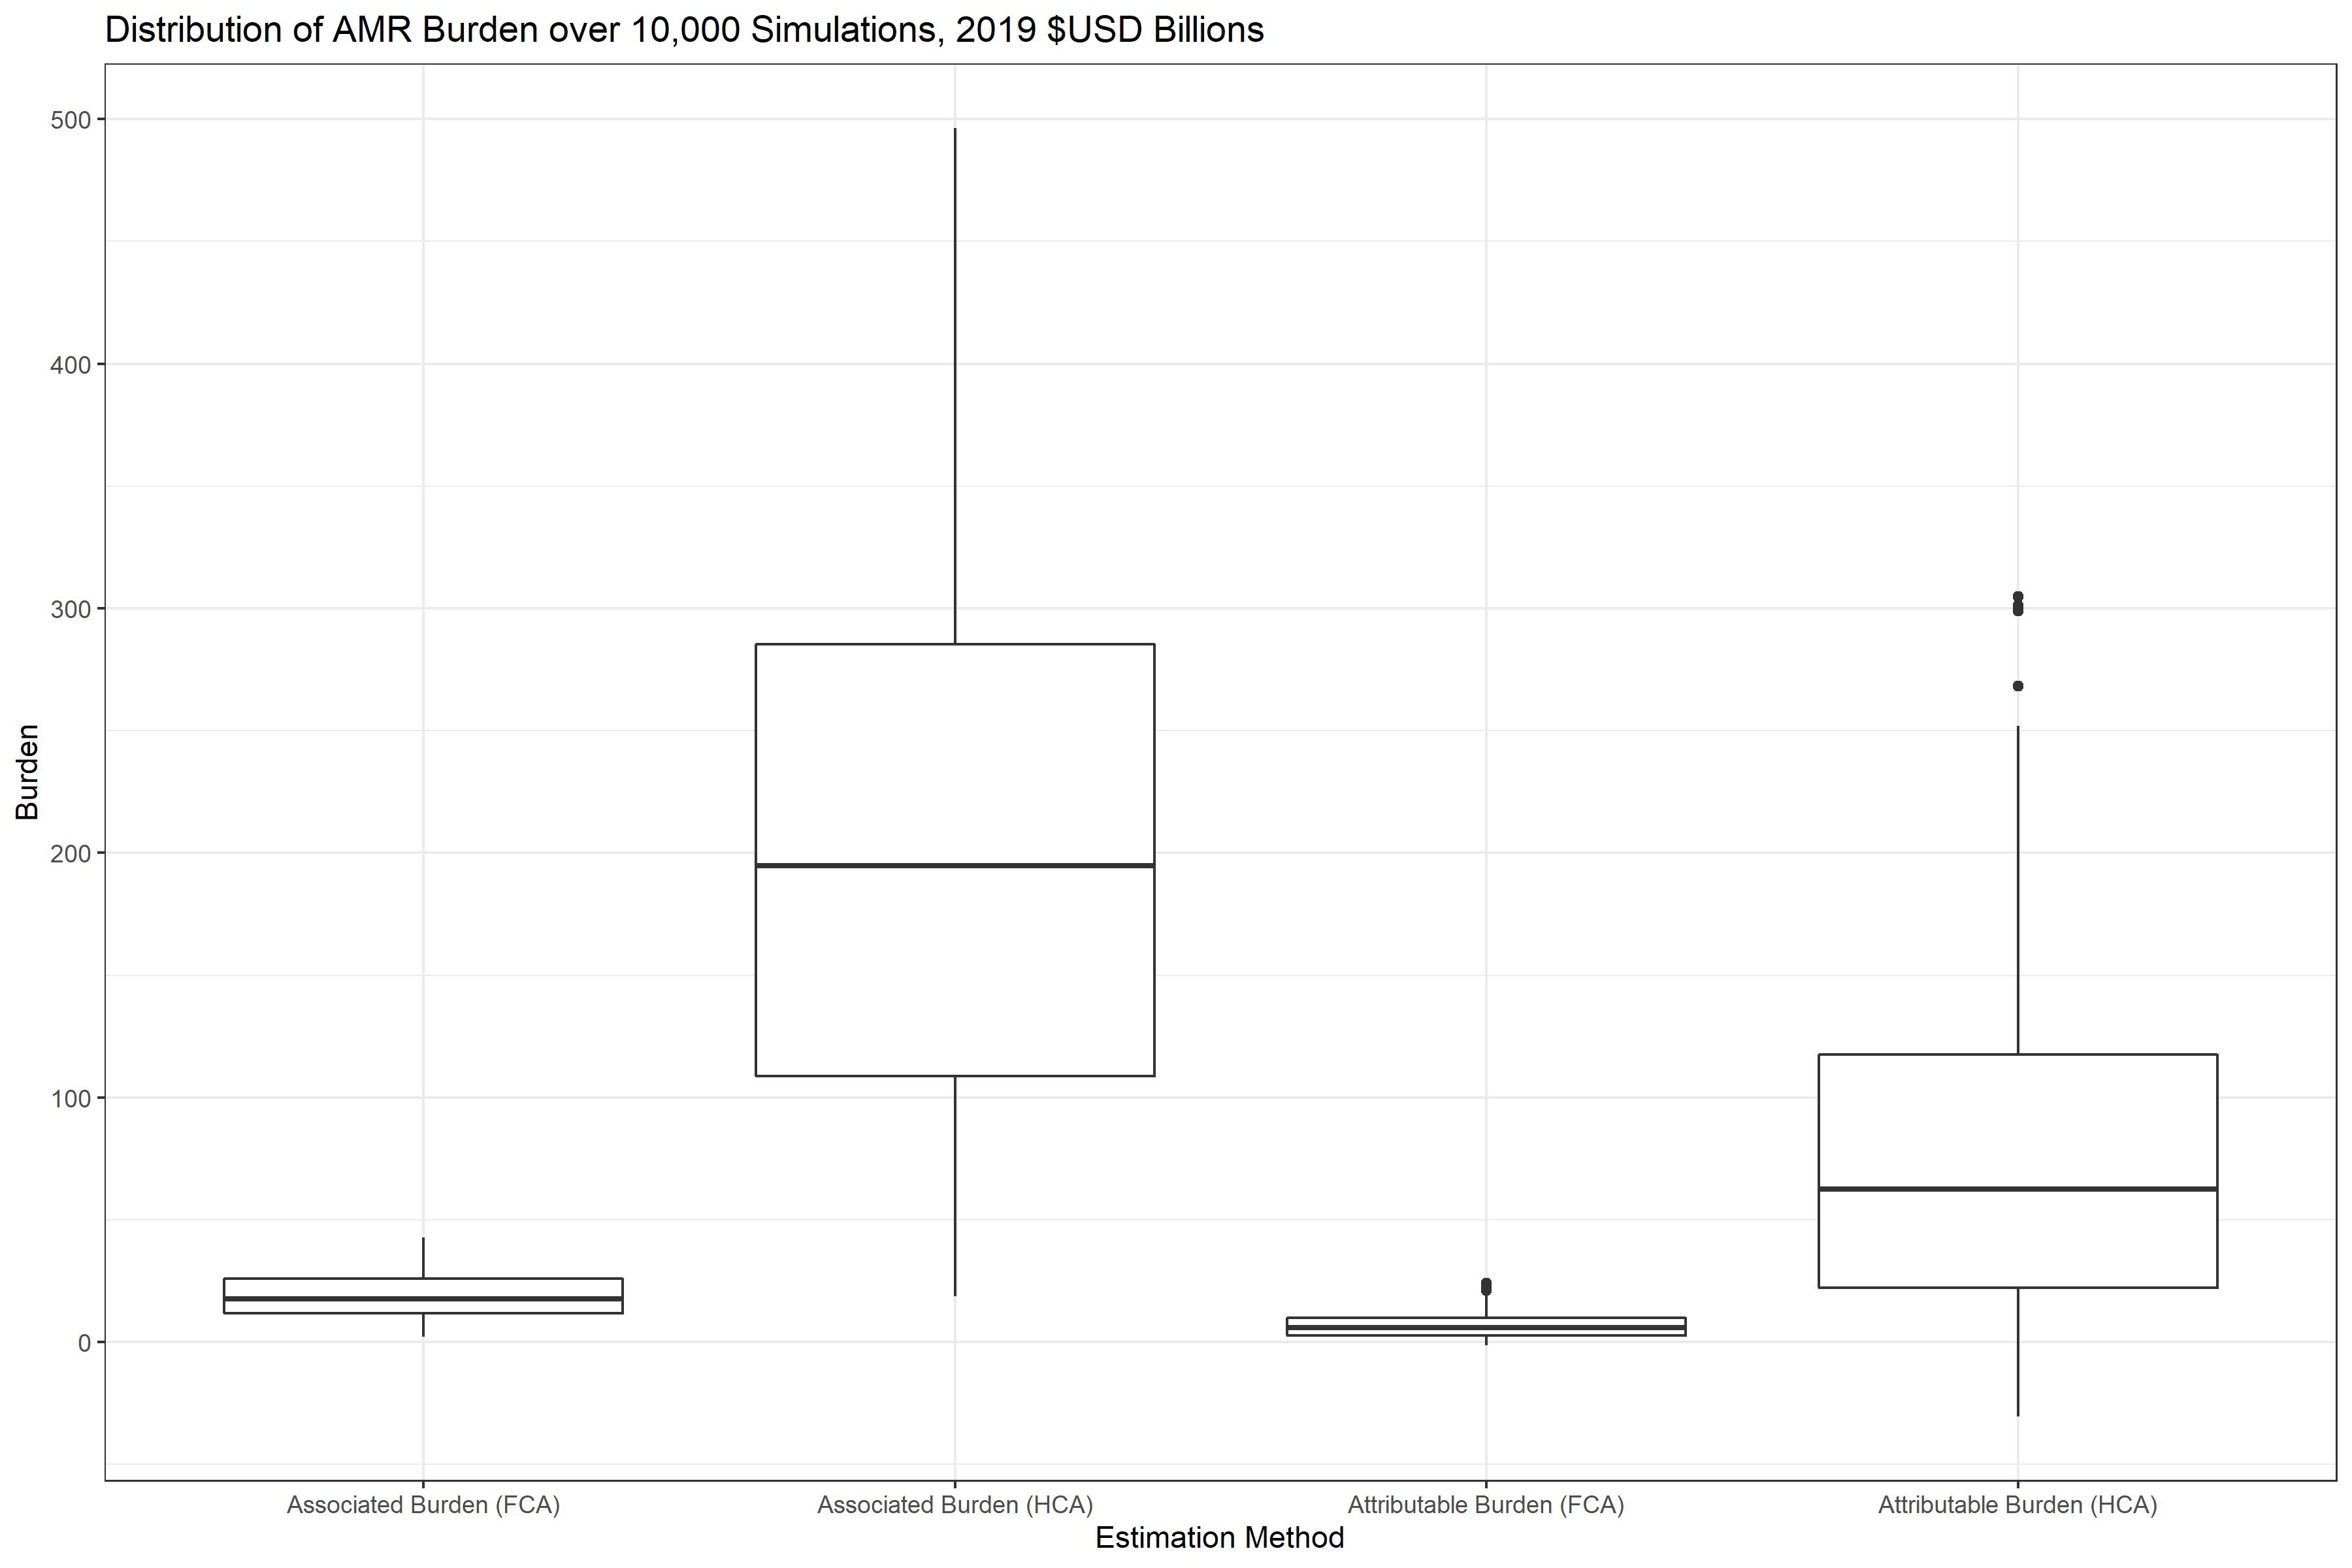 Distribution of AMR Burden over 10,000 Simulations, 2019 $USD Billions
500
400
300
200
100
0
Burden
Associated Burden (FCA)
Associated Burden (HCA)
Attributable Burden (FCA)
Attributable Burden (HCA)
Estimation Method